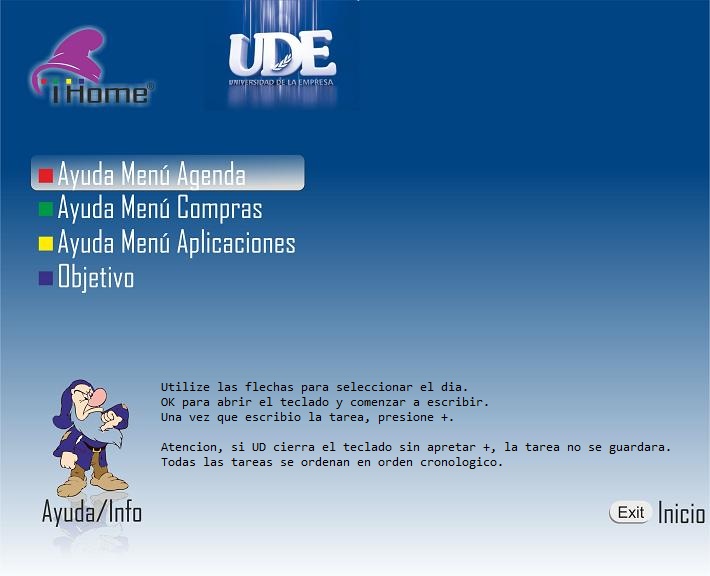 iHome®
UDE
UNIVERSIDAD DE LA EMPRESA
Ayuda Menú Agenda
Ayuda Menú Compras
Ayuda Menú Aplicaciones
Objetivo
Utilize las flechas para seleccionar el dia.
OK para abrir el teclado y comenzar a escribir.
Una vez que escribio la tarea, presione +.
Atencion, si UD cierra el teclado sin apretar +, la tarea no se guardara.
Todas las tareas se ordenan en orden cronologico.
Ayuda/Info
Exit Inicio